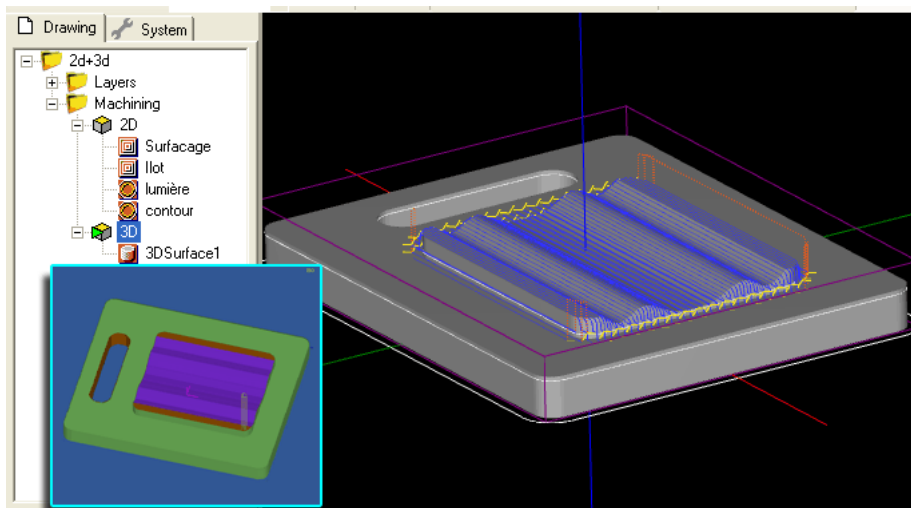 Drawing
System
2d+3d
Layers
Machining
2D
Surfacage
Ilot
lumière
contour
3D
3DSurface1